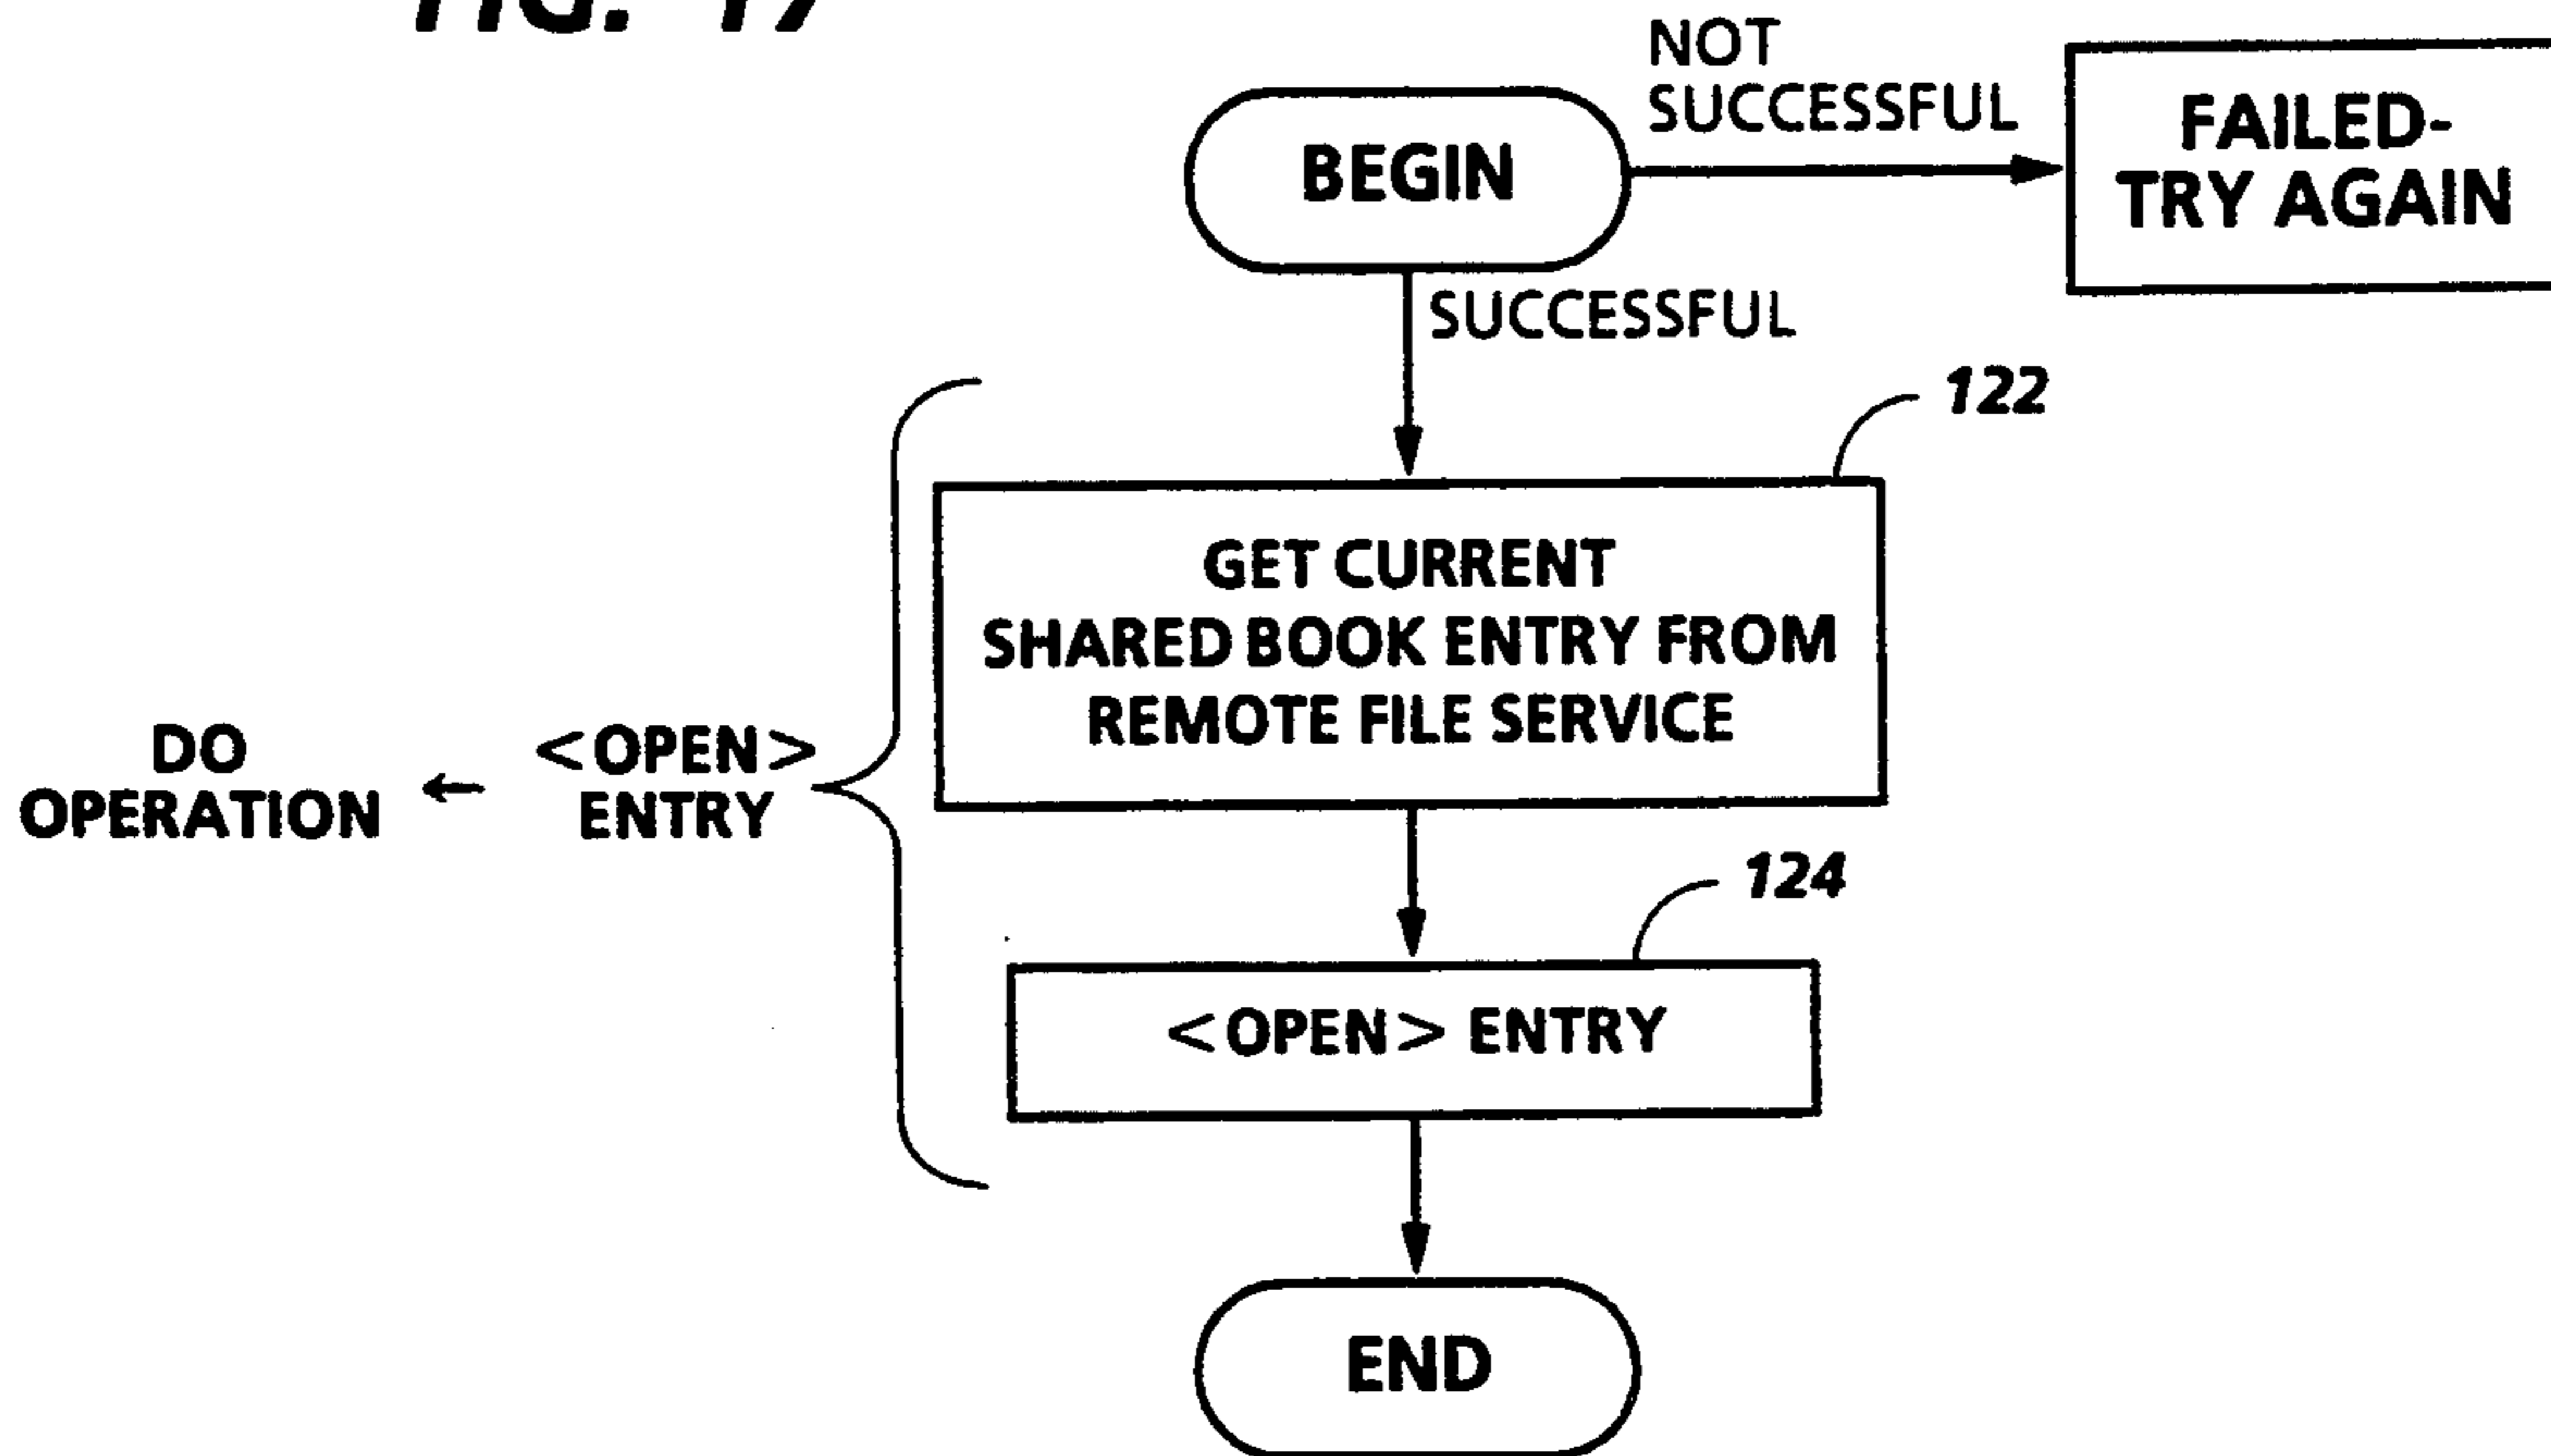 FIG.
NOT
SUCCESSFUL
BEGIN
FAILED-
TRY AGAIN
SUCCESSFUL
122
GET CURRENT
SHARED BOOK ENTRY FROM
REMOTE FILE SERVICE
DO
OPERATION
←
<OPEN>
ENTRY
124
<OPEN> ENTRY
END